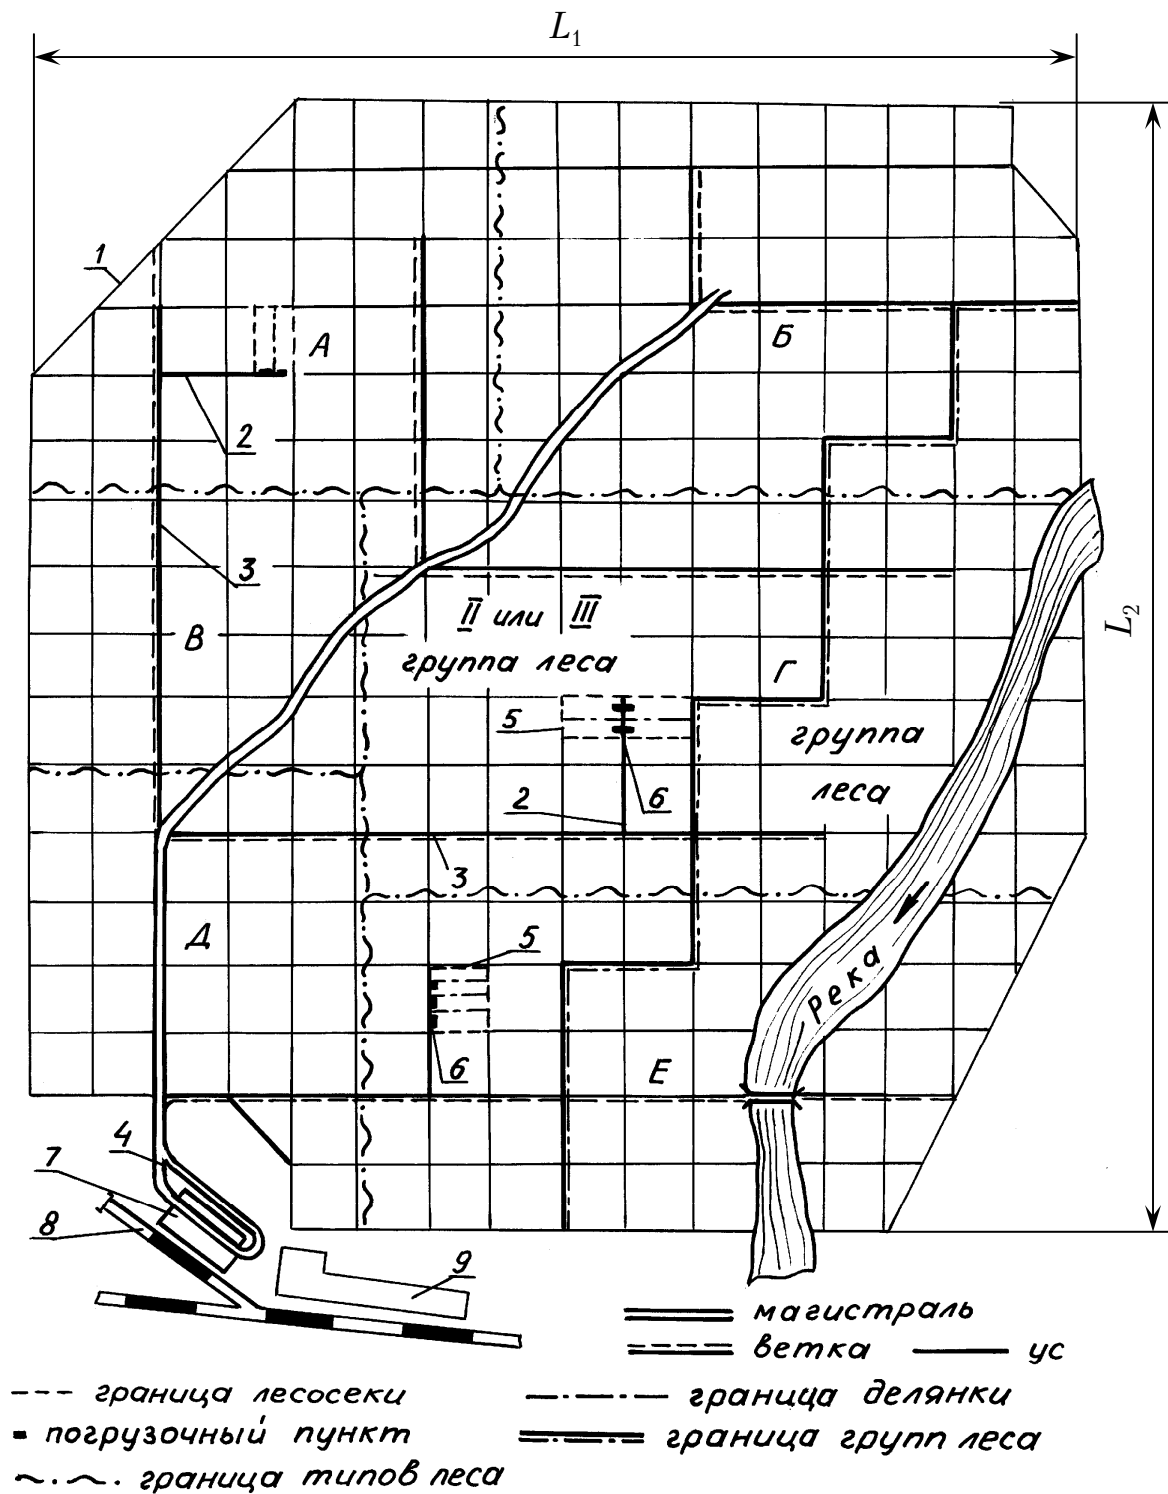 L₁
1
А
Б
2
3
В
L₂
II или III
группа леса
Г
5
группа
2
6
леса
3
Д
5
Река
6
Е
4
7
8
9
магистраль
ветка
ус
граница лесосеки
граница делянки
погрузочный пункт
граница групп леса
граница типов леса